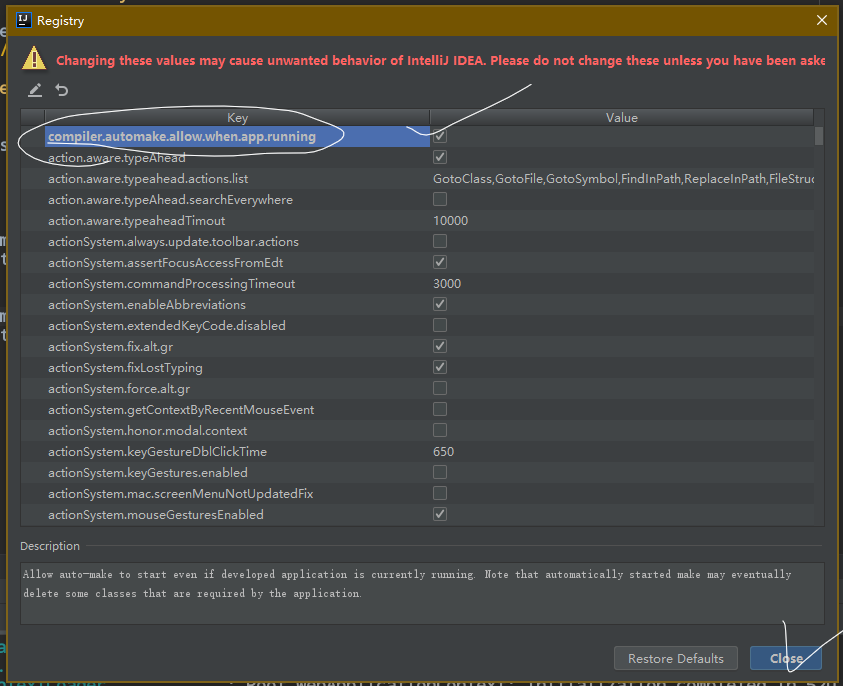 IJ Registry
Changing these values may cause unwanted behavior of IntelliJ IDEA. Please do not change these unless you have been aske
Key Value
compiler.automake.allow.when.app.running
action.aware.typeAhead
action.aware.typeahead.actions.list GotoClass,GotoFile,GotoSymbol,FindInPath,ReplaceInPath,FileStruc
action.aware.typeAhead.searchEverywhere
action.aware.typeaheadTimout 10000
actionSystem.always.update.toolbar.actions
actionSystem.assertFocusAccessFromEdt
actionSystem.commandProcessingTimeout 3000
actionSystem.enableAbbreviations
actionSystem.extendedKeyCode.disabled
actionSystem.fix.alt.gr
actionSystem.fixLostTyping
actionSystem.force.alt.gr
actionSystem.getContextByRecentMouseEvent
actionSystem.honor.modal.context
actionSystem.keyGestureDblClickTime 650
actionSystem.keyGestures.enabled
actionSystem.mac.screenMenuNotUpdatedFix
actionSystem.mouseGesturesEnabled
Description
Allow auto-make to start even if developed application is currently running. Note that automatically started make may eventually
delete some classes that are required by the application.
Restore Defaults Close